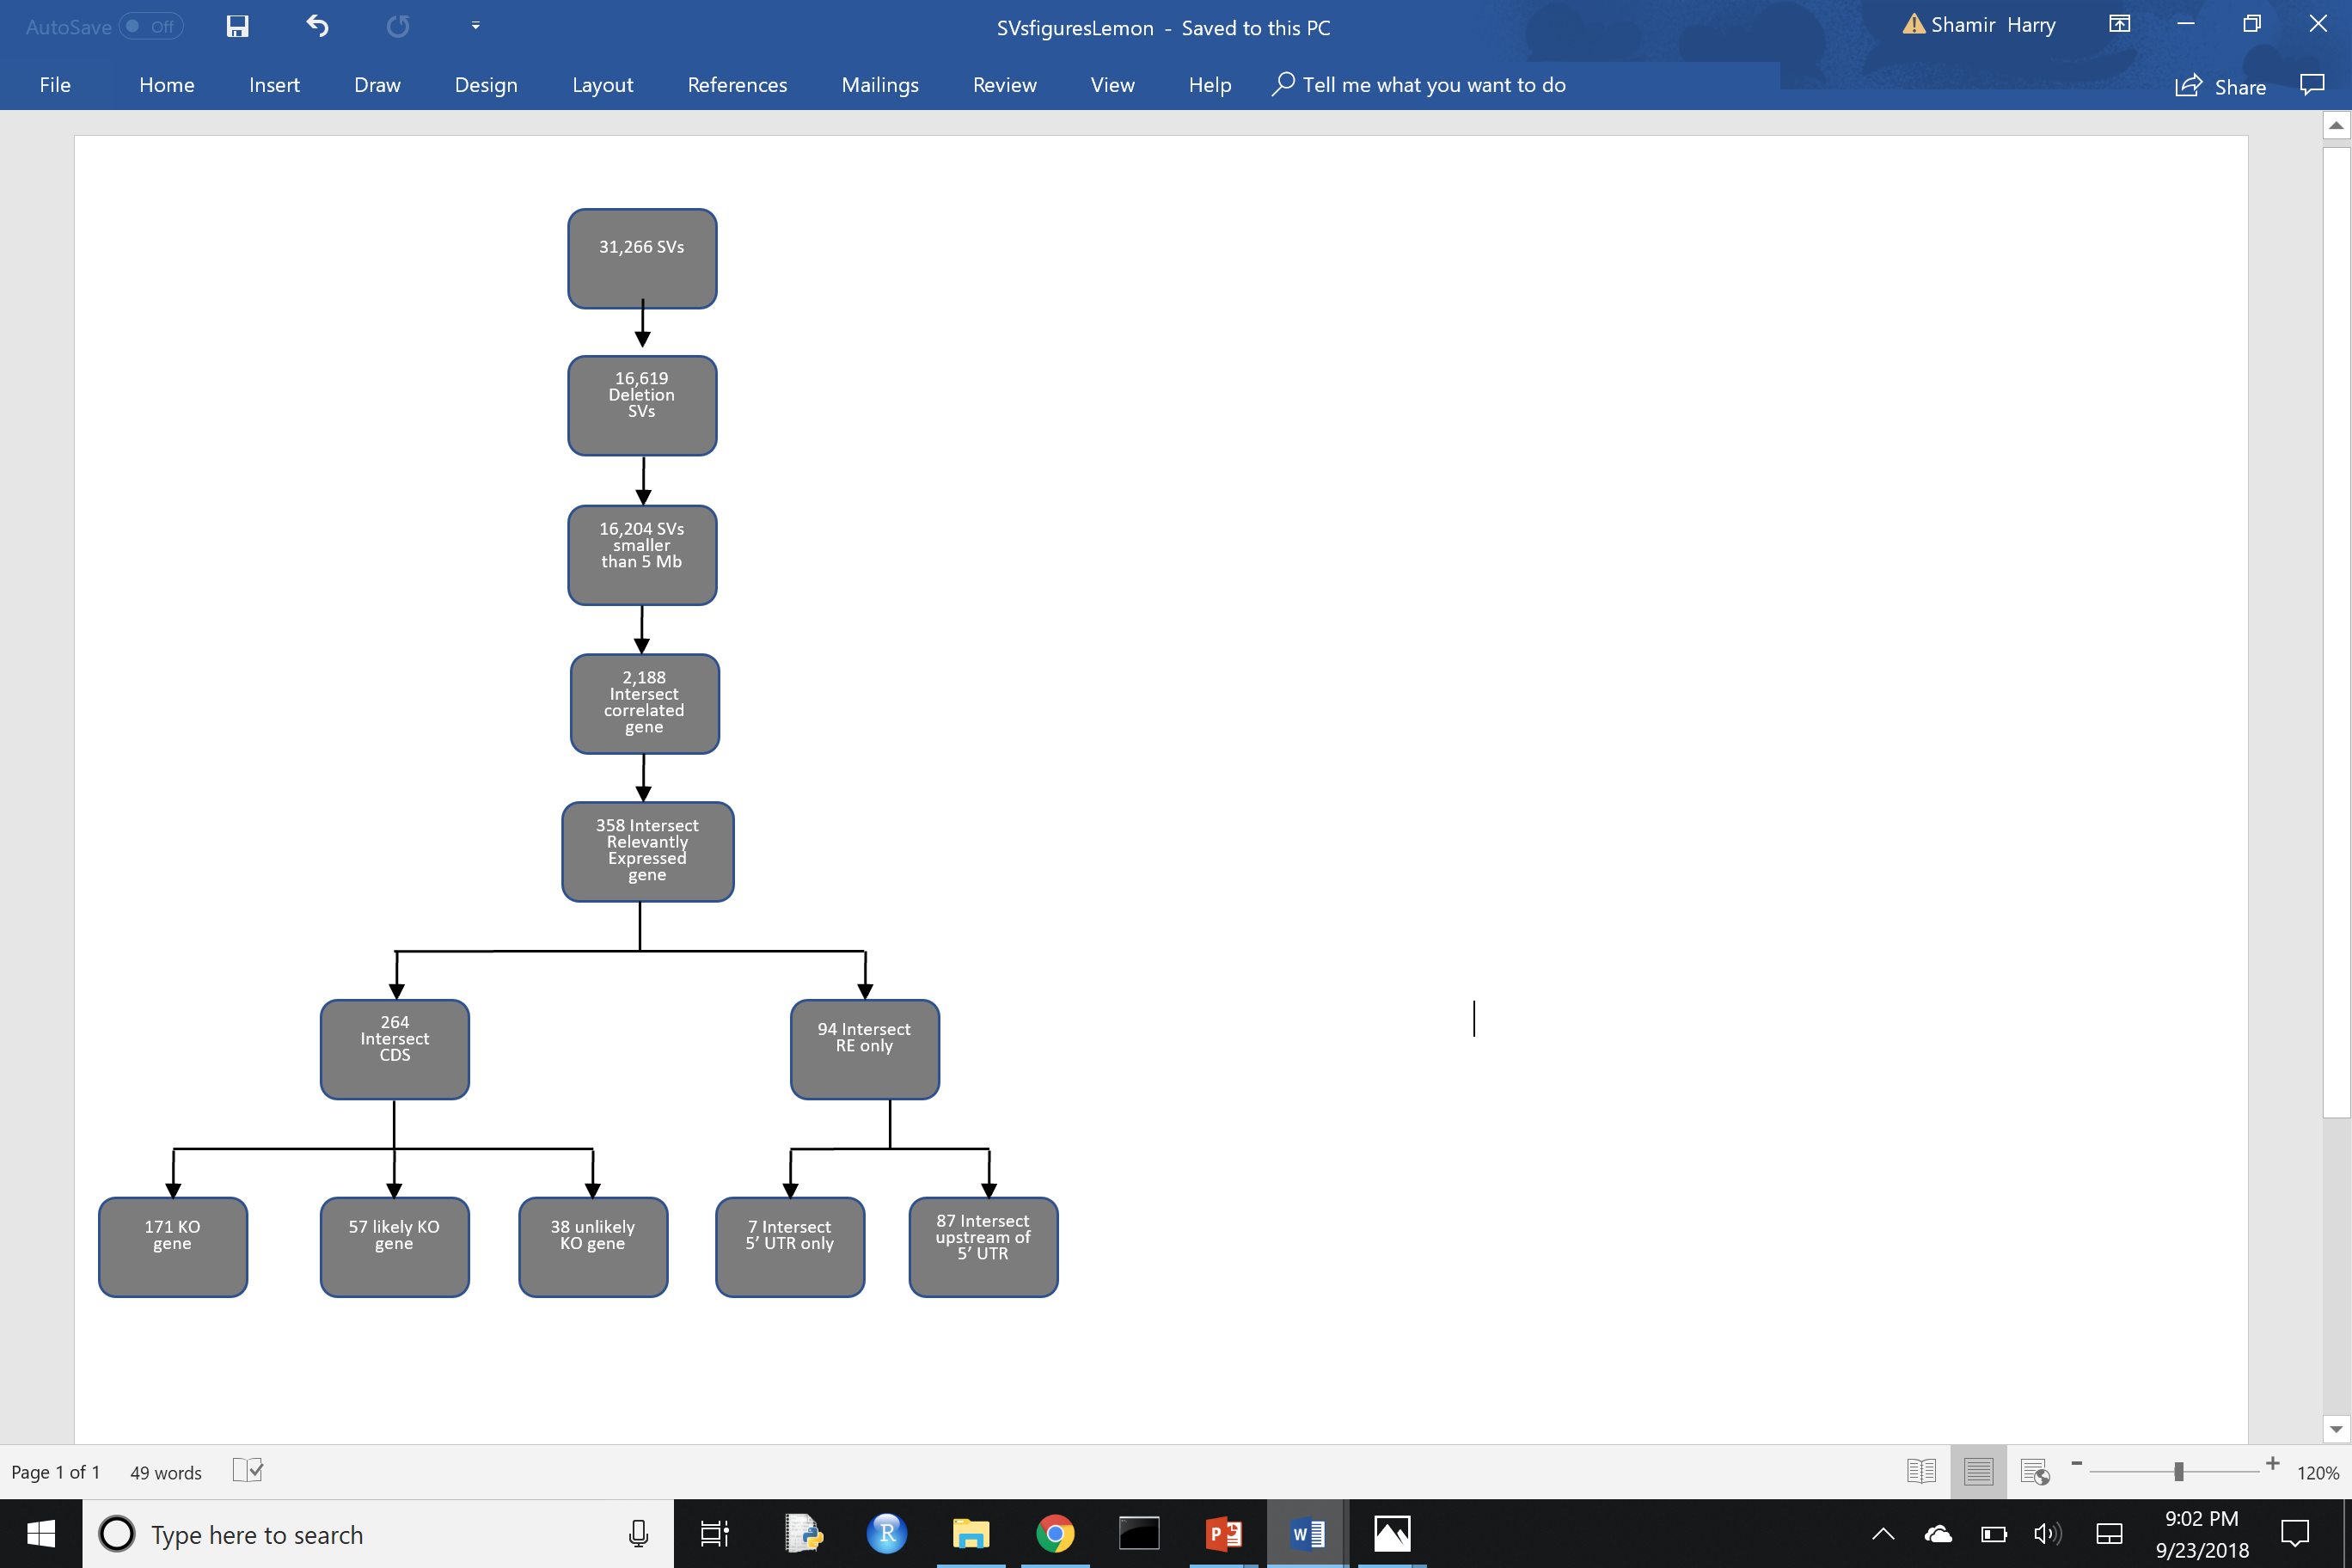 AutoSave Off
SVsfiguresLemon - Saved to this PC
Shamir Harry
File Home Insert Draw Design Layout References Mailings Review View Help Tell me what you want to do
Share
31,266 SVs
16,619
Deletion
SVs
16,204 SVs
smaller
than 5 Mb
2,188
Intersect
correlated
gene
358 Intersect
Relevantly
Expressed
gene
264
Intersect
CDS
94 Intersect
RE only
171 KO
gene
57 likely KO
gene
38 unlikely
KO gene
7 Intersect
5’ UTR only
87 Intersect
upstream of
5’ UTR
Page 1 of 1 49 words
120%
Type here to search
R
P
W
9:02 PM
9/23/2018